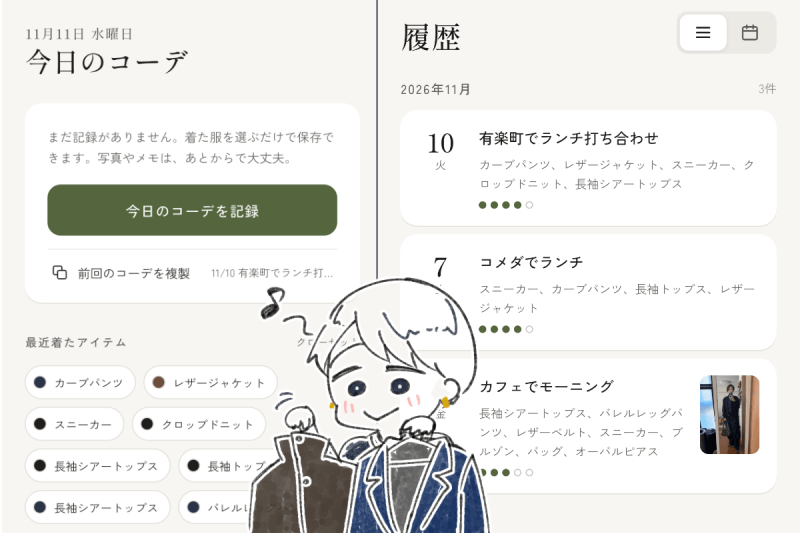 11月11日 水曜日
今日のコーデ
まだ記録がありません。着た服を選ぶだけで保存で
きます。写真やメモは、あとからで大丈夫。
今日のコーデを記録
前回のコーデを複製 11/10 有楽町でランチ打…
最近着たアイテム
カーブパンツ
レザージャケット
スニーカー
クロップドニット
長袖シアートップス
長袖トップ
長袖シアートップス
バレル
履歴
2026年11月
3件
10
火
有楽町でランチ打ち合わせ
カーブパンツ、レザージャケット、スニーカー、ク
ロップドニット、長袖シアートップス
7
コメダでランチ
スニーカー、カーブパンツ、長袖トップス、レザー
ジャケット
金
カフェでモーニング
長袖シアートップス、バレルレッグパ
ンツ、レザーベルト、スニーカー、ブ
ルゾン、バッグ、オーバルピアス